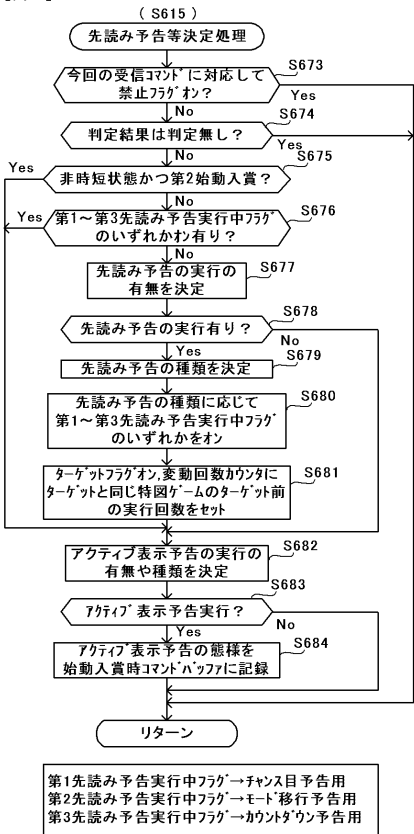 ( S615 )
先読み予告等決定処理
S673
今回の受信ｺﾏﾝﾄﾞに対応して
禁止ﾌﾗｸﾞオン？
Yes
No
S674
判定結果は判定無し？
Yes
No
S675
Yes
非時短状態かつ第2始動入賞？
No
S676
Yes
第1～第3先読み予告実行中ﾌﾗｸﾞ
のいずれかｵﾝ有り？
No
S677
先読み予告の実行の
有無を決定
S678
先読み予告の実行有り？
No
Yes
S679
先読み予告の種類を決定
S680
先読み予告の種類に応じて
第1～第3先読み予告実行中ﾌﾗｸﾞ
のいずれかをオン
S681
ﾀｰｹﾞｯﾄﾌﾗｸﾞオン,変動回数ｶｳﾝﾀに
ﾀｰｹﾞｯﾄと同じ特図ｹﾞｰﾑのﾀｰｹﾞｯﾄ前
の実行回数をセット
S682
アクティブ表示予告の実行の
有無や種類を決定
S683
ｱｸﾃｨﾌﾞ表示予告実行？
No
Yes
S684
アクティブ表示予告の態様を
始動入賞時ｺﾏﾝﾄﾞﾊﾞｯﾌｧに記録
リターン
第1先読み予告実行中ﾌﾗｸﾞ→チャンス目予告用
第2先読み予告実行中ﾌﾗｸﾞ→ﾓｰﾄﾞ移行予告用
第3先読み予告実行中ﾌﾗｸﾞ→ｶｳﾝﾄﾀﾞｳﾝ予告用